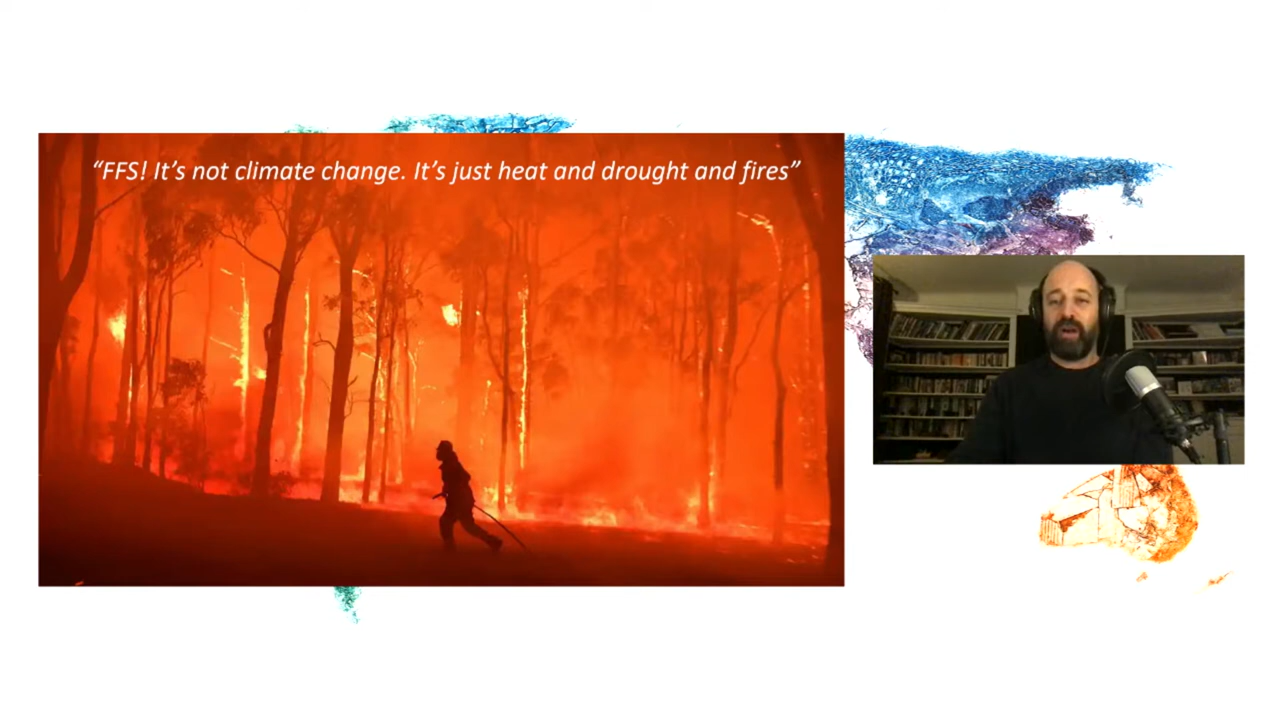 “FFS! It’s not climate change. It’s just heat and drought and fires”